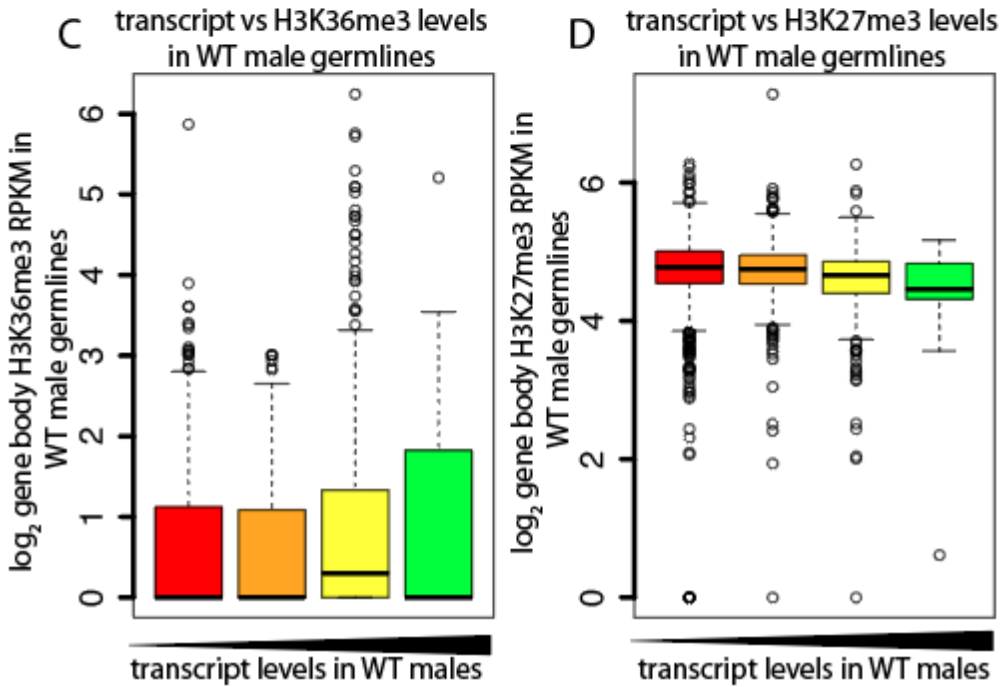 C
transcript vs H3K36me3 levels
in WT male germlines
log₂ gene body H3K36me3 RPKM in
WT male germlines
6
5
4
3
2
1
0
transcript levels in WT males
D
transcript vs H3K27me3 levels
in WT male germlines
log₂ gene body H3K27me3 RPKM in
WT male germlines
6
4
2
0
transcript levels in WT males